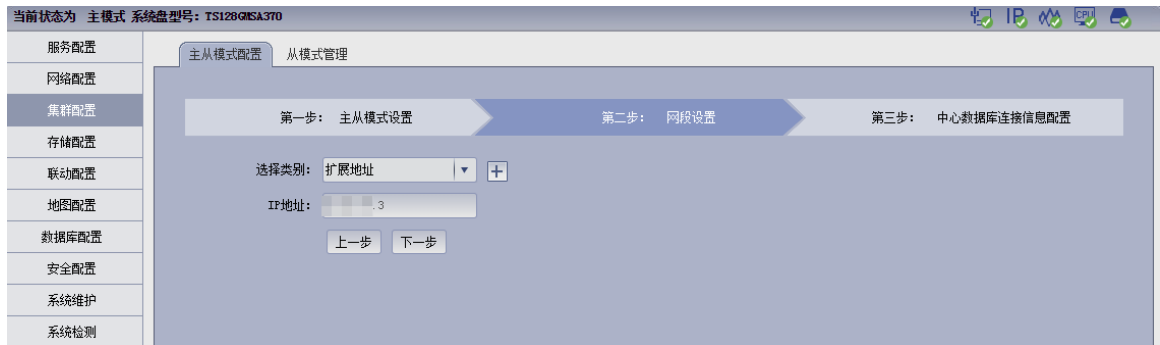 当前状态为 主模式 系统盘型号：TS128GMSA370
IP CPU
服务配置
网络配置
集群配置
存储配置
联动配置
地图配置
数据库配置
安全配置
系统维护
系统检测
主从模式配置 从模式管理
第一步： 主从模式设置 第二步： 网段设置 第三步： 中心数据库连接信息配置
选择类别： 扩展地址
IP地址： .3
上一步 下一步